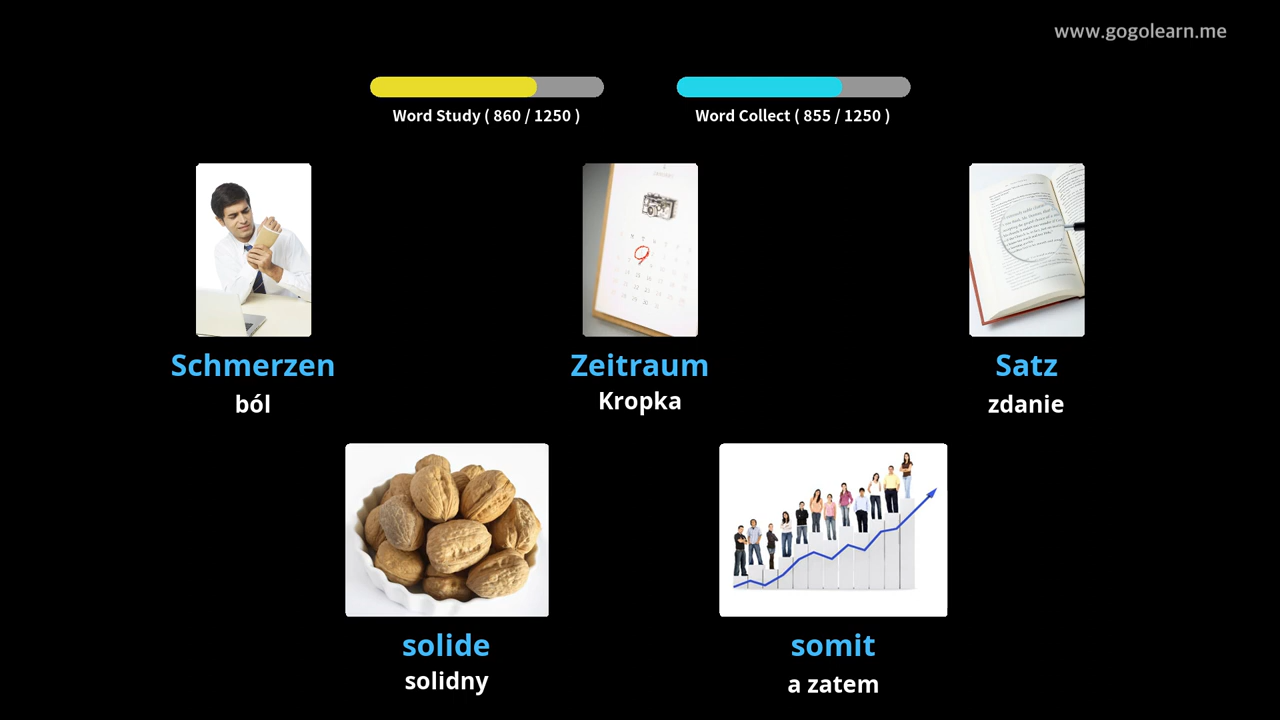 www.gogolearn.me
Word Study ( 860 / 1250 )
Word Collect ( 855 / 1250 )
Schmerzen
ból
Zeitraum
Kropka
Satz
zdanie
solide
solidny
somit
a zatem